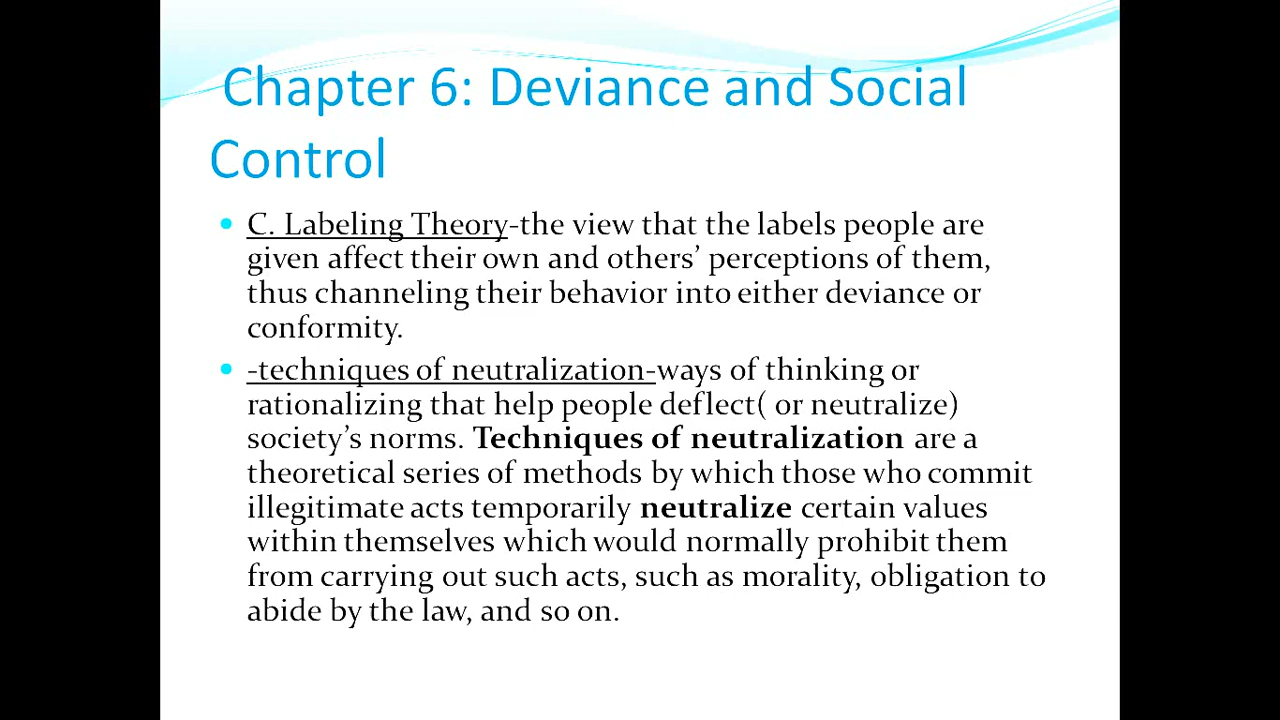 Chapter 6: Deviance and Social
Control
C. Labeling Theory-the view that the labels people are
given affect their own and others’ perceptions of them,
thus channeling their behavior into either deviance or
conformity.
-techniques of neutralization-ways of thinking or
rationalizing that help people deflect( or neutralize)
society’s norms. Techniques of neutralization are a
theoretical series of methods by which those who commit
illegitimate acts temporarily neutralize certain values
within themselves which would normally prohibit them
from carrying out such acts, such as morality, obligation to
abide by the law, and so on.